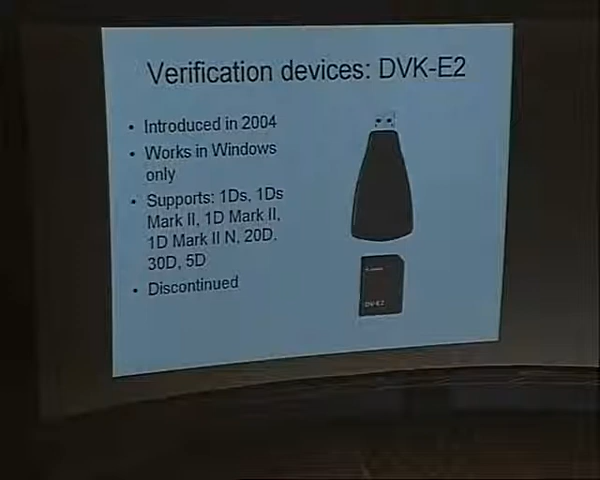 Verification devices: DVK-E2
• Introduced in 2004
• Works in Windows
only
• Supports: 1Ds, 1Ds
Mark II, 1D Mark II,
1D Mark II N, 20D,
30D, 5D
• Discontinued
DV-E2